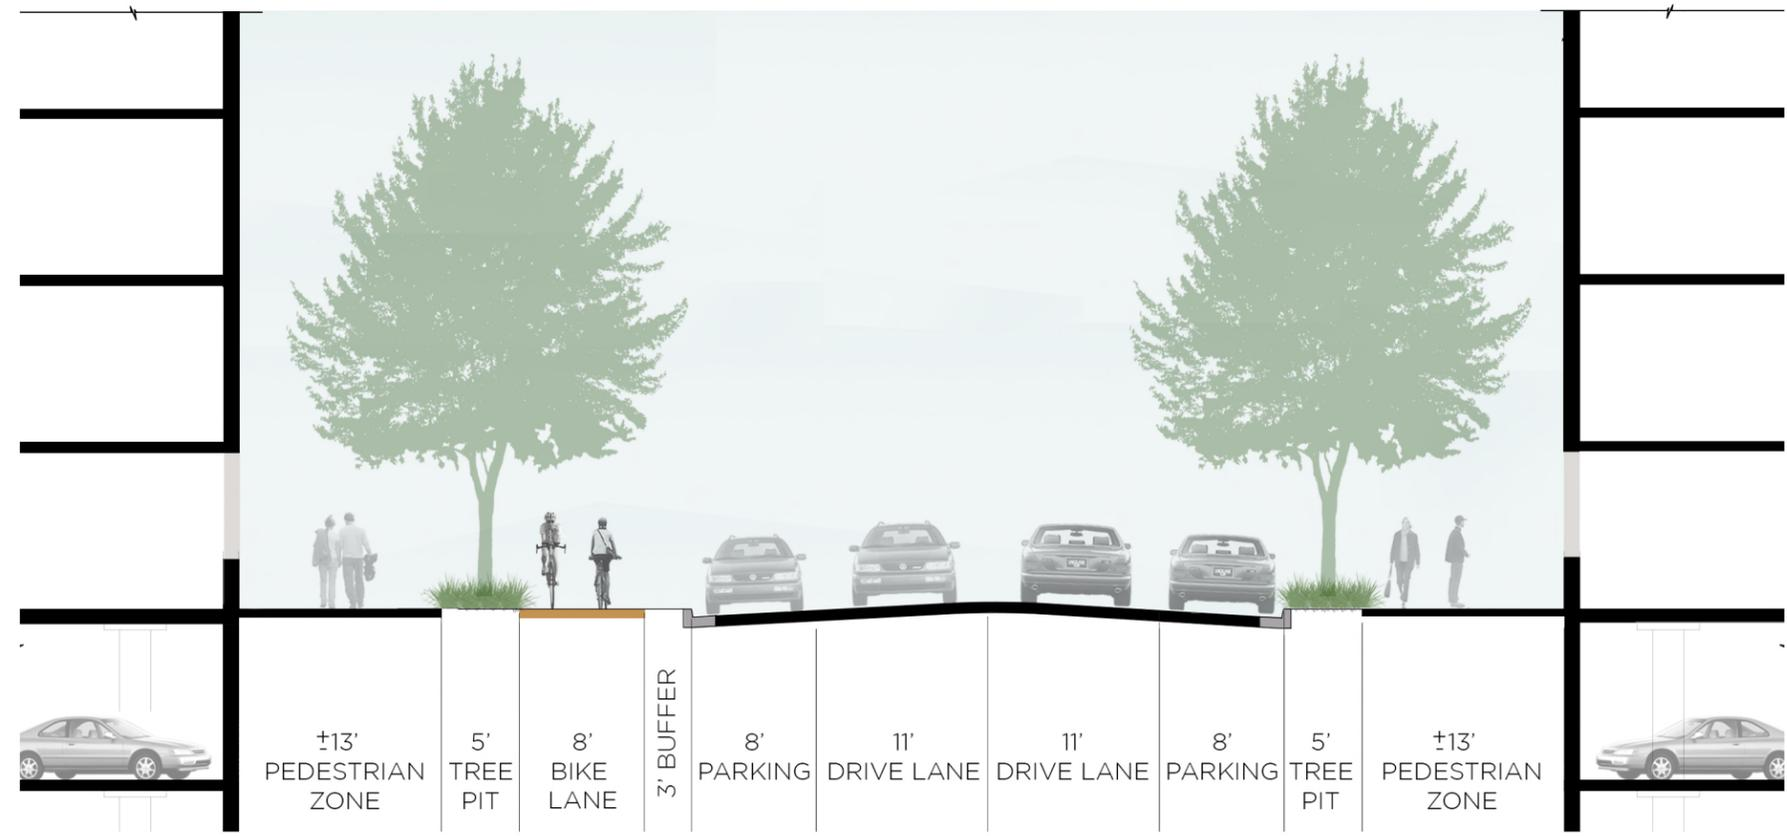 ±13'
PEDESTRIAN
ZONE
5'
TREE
PIT
8'
BIKE
LANE
3' BUFFER
8'
PARKING
11'
DRIVE LANE
11'
DRIVE LANE
8'
PARKING
5'
TREE
PIT
±13'
PEDESTRIAN
ZONE